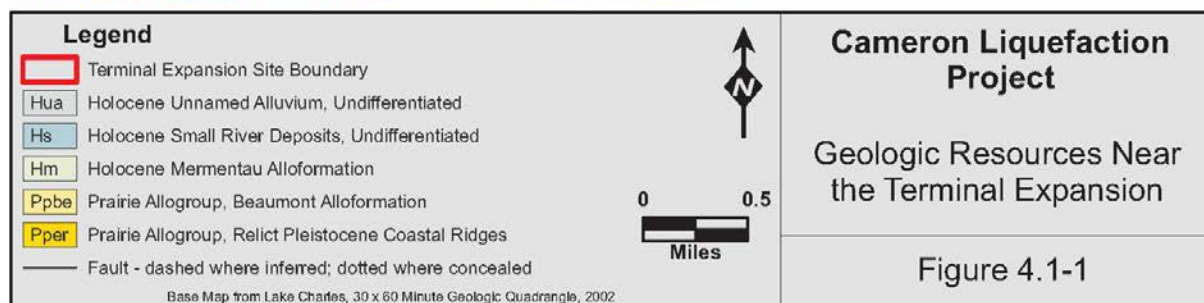 Legend
Terminal Expansion Site Boundary
Hua Holocene Unnamed Alluvium, Undifferentiated
Hs Holocene Small River Deposits, Undifferentiated
Hm Holocene Mermentau Alloformation
Ppbe Prairie Allogroup, Beaumont Alloformation
Pper Prairie Allogroup, Relict Pleistocene Coastal Ridges
Fault - dashed where inferred; dotted where concealed
Base Map from Lake Charles, 30 x 60 Minute Geologic Quadrangle, 2002
N
0 0.5
Miles
Cameron Liquefaction
Project
Geologic Resources Near
the Terminal Expansion
Figure 4.1-1